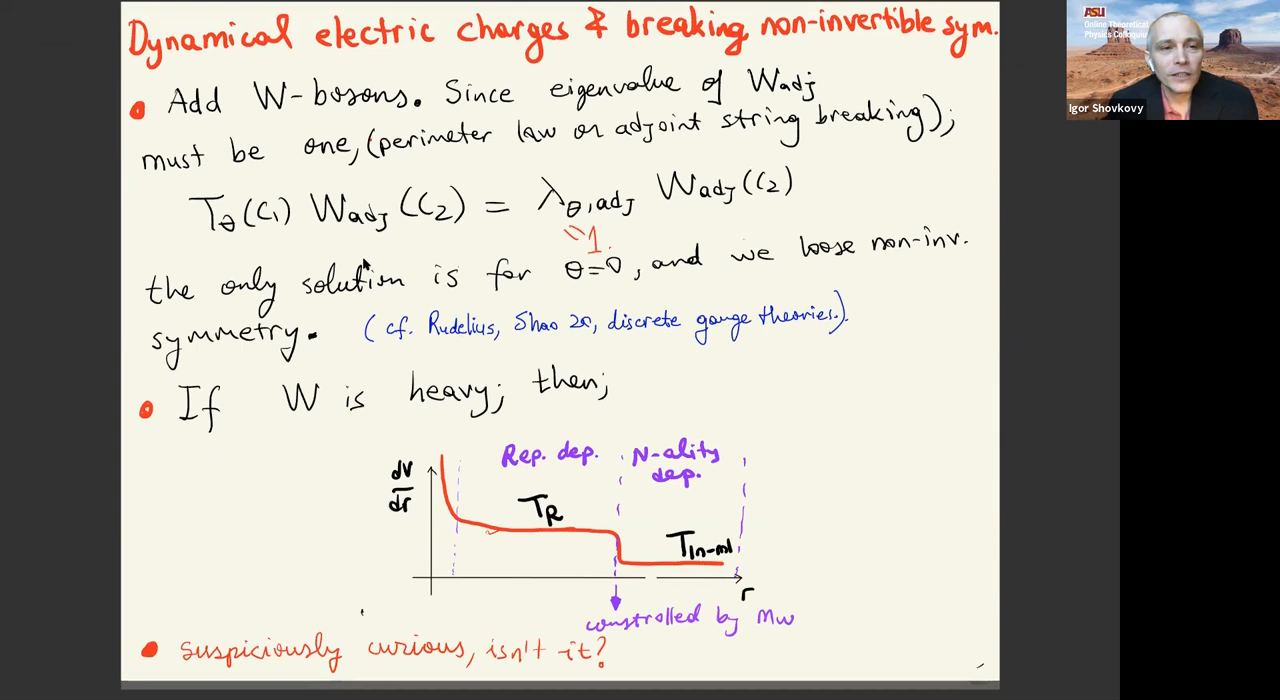 Dynamical electric charges & breaking non-invertible sym.
• Add W-bosons. Since eigenvalue of Wadj
must be one, (perimeter law or adjoint string breaking);
Tθ(C₁) Wadj(C₂) = λθ,adj Wadj(C₂)
1.
the only solution is for θ=0, and we loose non-inv.
symmetry. (cf. Rudelius, Shao 20, discrete gauge theories.).
• If W is heavy; then;
Rep. dep. N-ality
dep.
dV
dr
TR
r
controlled by MW
• suspiciously curious, isn't it?
ASU
Online Theoretical
Physics Colloquium
Igor Shovkovy